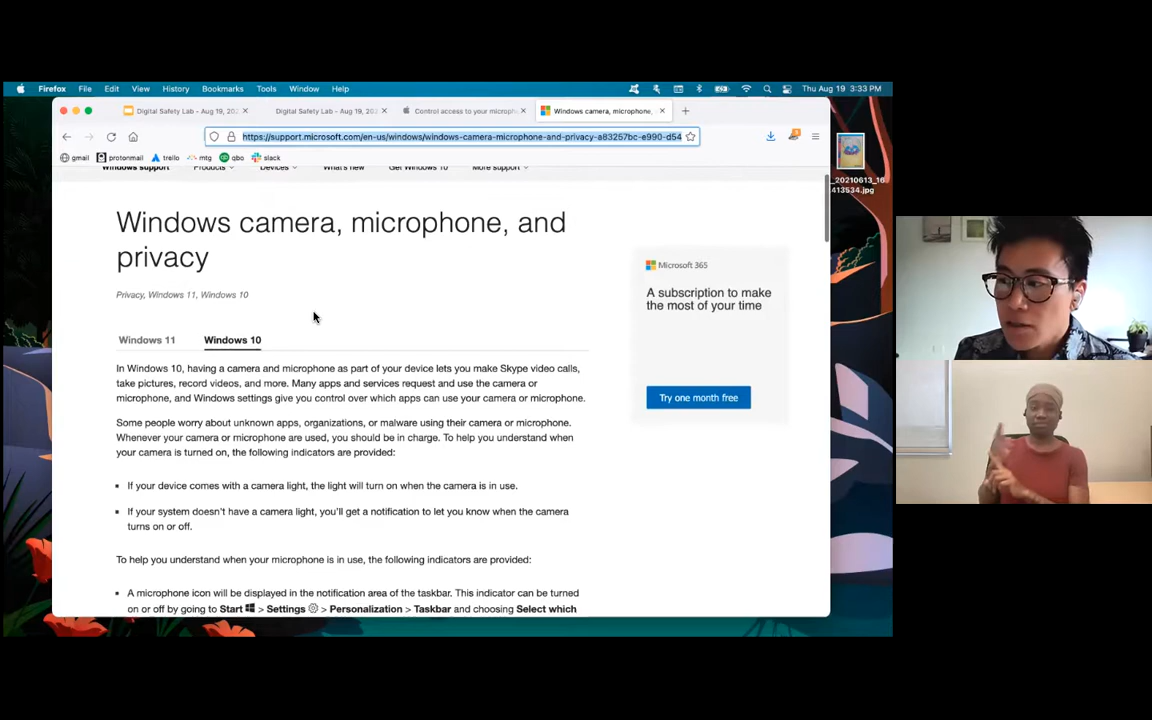 Firefox File Edit View History Bookmarks Tools Window Help Thu Aug 19 3:33 PM
Digital Safety Lab - Aug 19, 202 Digital Safety Lab - Aug 19, 202 Control access to your microph Windows camera, microphone,
https://support.microsoft.com/en-us/windows/windows-camera-microphone-and-privacy-a83257bc-e990-d54
gmail protonmail trello mtg qbo slack
Windows support Products Devices What's new Get Windows 10 More support
_20210613_16
413534.jpg
Windows camera, microphone, and
privacy
Privacy, Windows 11, Windows 10
Windows 11 Windows 10
In Windows 10, having a camera and microphone as part of your device lets you make Skype video calls,
take pictures, record videos, and more. Many apps and services request and use the camera or
microphone, and Windows settings give you control over which apps can use your camera or microphone.
Some people worry about unknown apps, organizations, or malware using their camera or microphone.
Whenever your camera or microphone are used, you should be in charge. To help you understand when
your camera is turned on, the following indicators are provided:
If your device comes with a camera light, the light will turn on when the camera is in use.
If your system doesn't have a camera light, you'll get a notification to let you know when the camera
turns on or off.
To help you understand when your microphone is in use, the following indicators are provided:
A microphone icon will be displayed in the notification area of the taskbar. This indicator can be turned
on or off by going to Start > Settings > Personalization > Taskbar and choosing Select which
Microsoft 365
A subscription to make
the most of your time
Try one month free